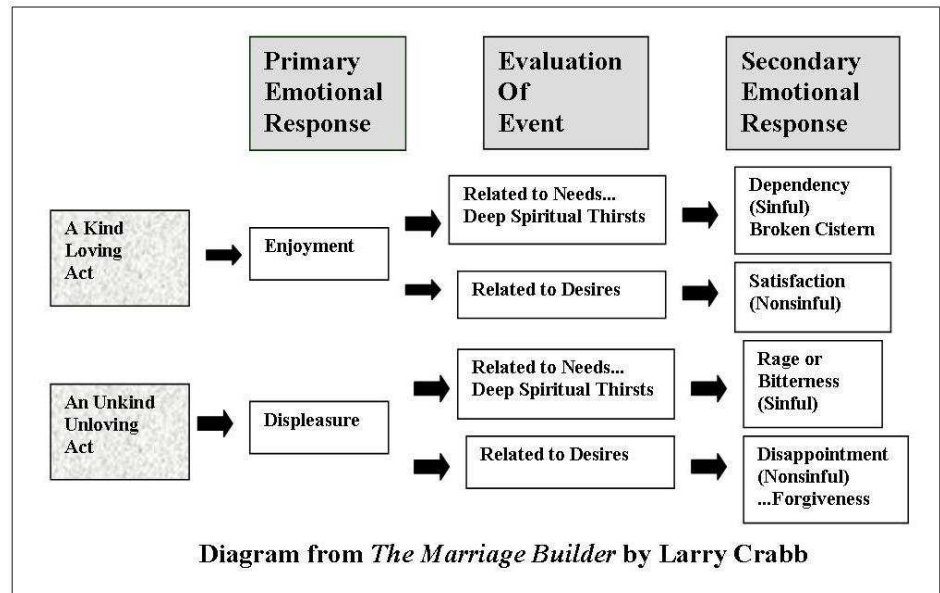 Primary
Emotional
Response
Evaluation
Of
Event
Secondary
Emotional
Response
A Kind
Loving
Act
Enjoyment
Related to Needs...
Deep Spiritual Thirsts
Dependency
(Sinful)
Broken Cistern
Related to Desires
Satisfaction
(Nonsinful)
An Unkind
Unloving
Act
Displeasure
Related to Needs...
Deep Spiritual Thirsts
Rage or
Bitterness
(Sinful)
Related to Desires
Disappointment
(Nonsinful)
...Forgiveness
Diagram from The Marriage Builder by Larry Crabb